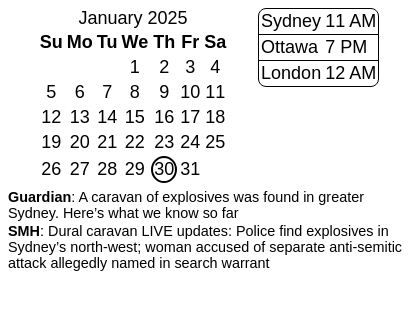 January 2025
Su Mo Tu We Th Fr Sa
1 2 3 4
5 6 7 8 9 10 11
12 13 14 15 16 17 18
19 20 21 22 23 24 25
26 27 28 29 30 31
Sydney 11 AM
Ottawa 7 PM
London 12 AM
Guardian: A caravan of explosives was found in greater
Sydney. Here’s what we know so far
SMH: Dural caravan LIVE updates: Police find explosives in
Sydney’s north-west; woman accused of separate anti-semitic
attack allegedly named in search warrant